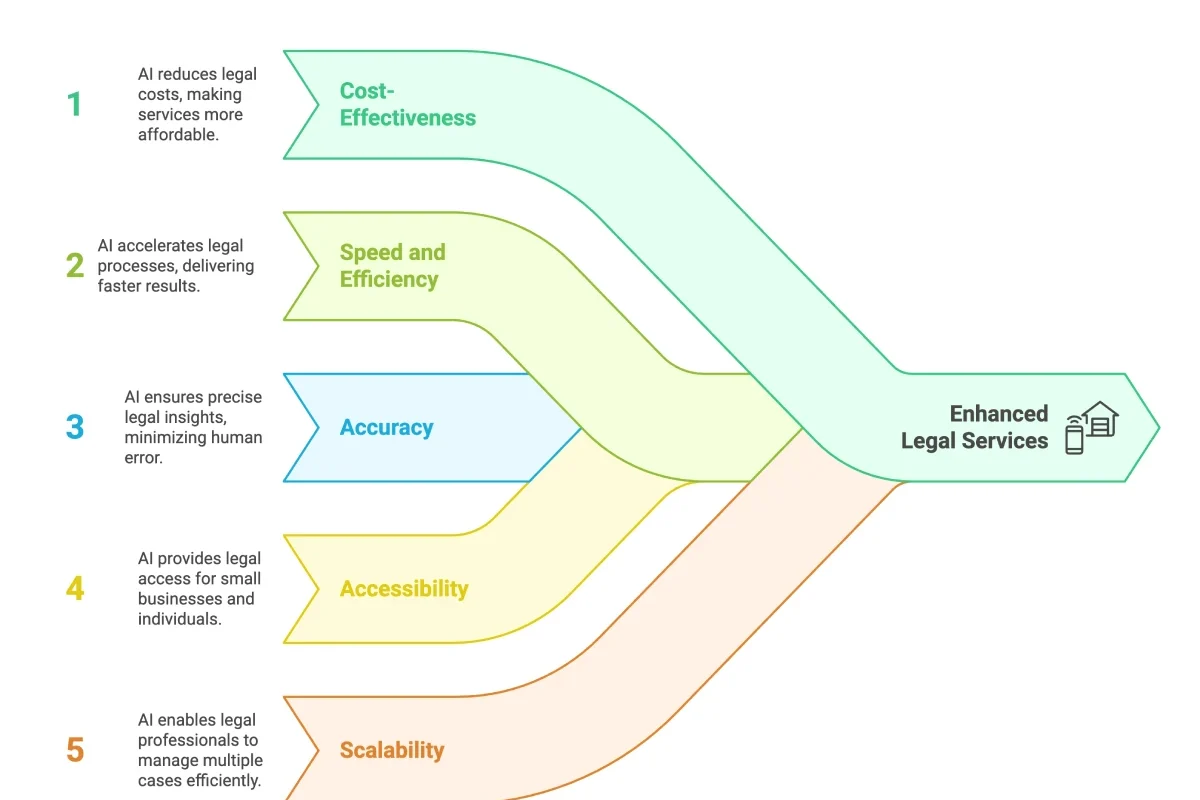 1
AI reduces legal
costs, making
services more
affordable.
Cost-
Effectiveness
2
AI accelerates legal
processes, delivering
faster results.
Speed and
Efficiency
3
AI ensures precise
legal insights,
minimizing human
error.
Accuracy
Enhanced
Legal Services
4
AI provides legal
access for small
businesses and
individuals.
Accessibility
5
AI enables legal
professionals to
manage multiple
cases efficiently.
Scalability